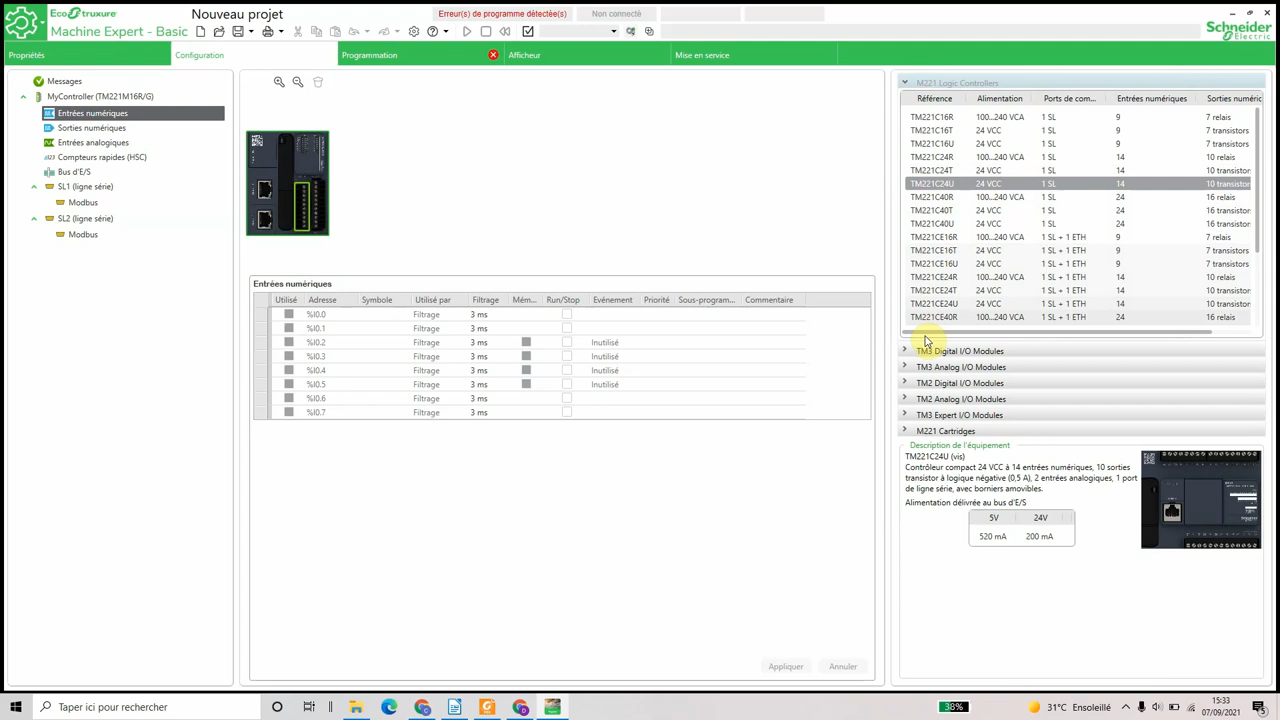 Nouveau projet
Erreur(s) de programme détectée(s)
Non connecté
EcoStruxure
Machine Expert - Basic
Schneider
Electric
Propriétés
Configuration
Programmation
Afficheur
Mise en service
Messages
MyController (TM221M16R/G)
Entrées numériques
Sorties numériques
Entrées analogiques
Compteurs rapides (HSC)
Bus d'E/S
SL1 (ligne série)
Modbus
SL2 (ligne série)
Modbus
Entrées numériques
Utilisé Adresse Symbole Utilisé par Filtrage Mém... Run/Stop Evénement Priorité Sous-program... Commentaire
%I0.0 Filtrage 3 ms
%I0.1 Filtrage 3 ms
%I0.2 Filtrage 3 ms Inutilisé
%I0.3 Filtrage 3 ms Inutilisé
%I0.4 Filtrage 3 ms Inutilisé
%I0.5 Filtrage 3 ms Inutilisé
%I0.6 Filtrage 3 ms
%I0.7 Filtrage 3 ms
Appliquer Annuler
M221 Logic Controllers
Référence Alimentation Ports de com... Entrées numériques Sorties numéric
TM221C16R 100...240 VCA 1 SL 9 7 relais
TM221C16T 24 VCC 1 SL 9 7 transistors
TM221C16U 24 VCC 1 SL 9 7 transistors
TM221C24R 100...240 VCA 1 SL 14 10 relais
TM221C24T 24 VCC 1 SL 14 10 transistor
TM221C24U 24 VCC 1 SL 14 10 transistor
TM221C40R 100...240 VCA 1 SL 24 16 relais
TM221C40T 24 VCC 1 SL 24 16 transistor
TM221C40U 24 VCC 1 SL 24 16 transistor
TM221CE16R 100...240 VCA 1 SL + 1 ETH 9 7 relais
TM221CE16T 24 VCC 1 SL + 1 ETH 9 7 transistors
TM221CE16U 24 VCC 1 SL + 1 ETH 9 7 transistors
TM221CE24R 100...240 VCA 1 SL + 1 ETH 14 10 relais
TM221CE24T 24 VCC 1 SL + 1 ETH 14 10 transistor
TM221CE24U 24 VCC 1 SL + 1 ETH 14 10 transistor
TM221CE40R 100...240 VCA 1 SL + 1 ETH 24 16 relais
TM3 Digital I/O Modules
TM3 Analog I/O Modules
TM2 Digital I/O Modules
TM2 Analog I/O Modules
TM3 Expert I/O Modules
M221 Cartridges
Description de l'équipement
TM221C24U (vis)
Contrôleur compact 24 VCC à 14 entrées numériques, 10 sorties
transistor à logique négative (0,5 A), 2 entrées analogiques, 1 port
de ligne série, avec borniers amovibles.
Alimentation délivrée au bus d'E/S
5V 24V
520 mA 200 mA
Taper ici pour rechercher
38%
31°C Ensoleillé
15:33
07/09/2021